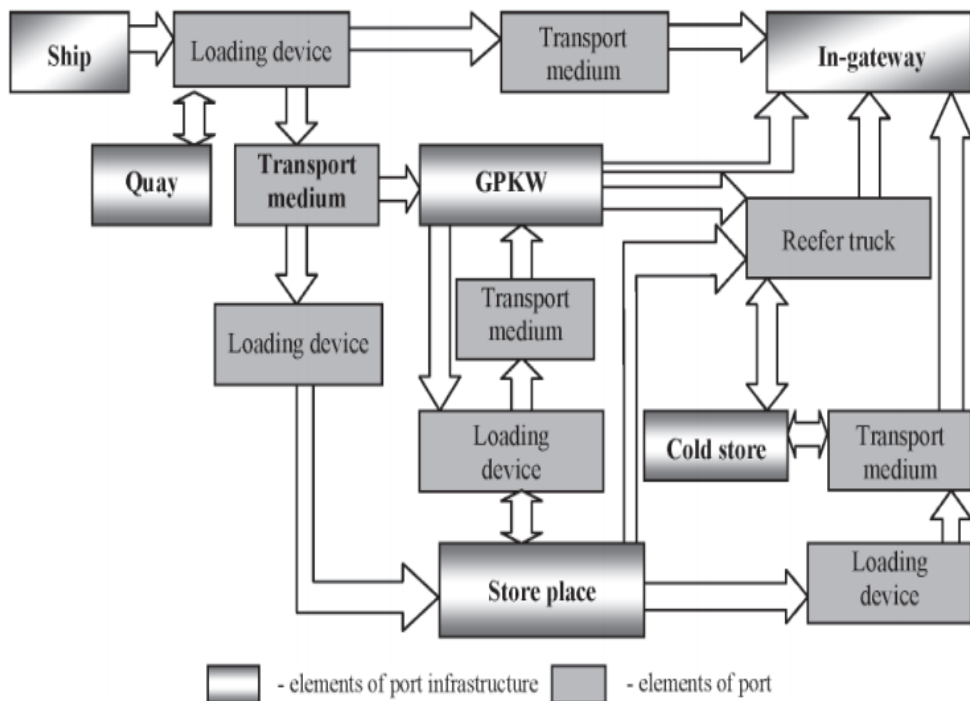 Ship
Loading device
Transport
medium
In-gateway
Quay
Transport
medium
GPKW
Reefer truck
Transport
medium
Loading device
Loading
device
Cold store
Transport
medium
Store place
Loading
device
- elements of port infrastructure
- elements of port